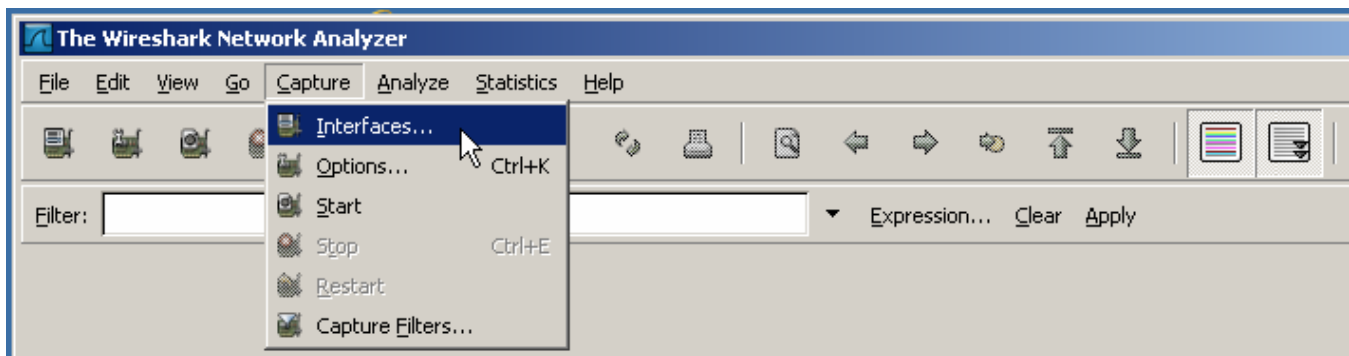 The Wireshark Network Analyzer
File Edit View Go Capture Analyze Statistics Help
Interfaces...
Options... Ctrl+K
Start
Stop Ctrl+E
Restart
Capture Filters...
Filter: Expression... Clear Apply